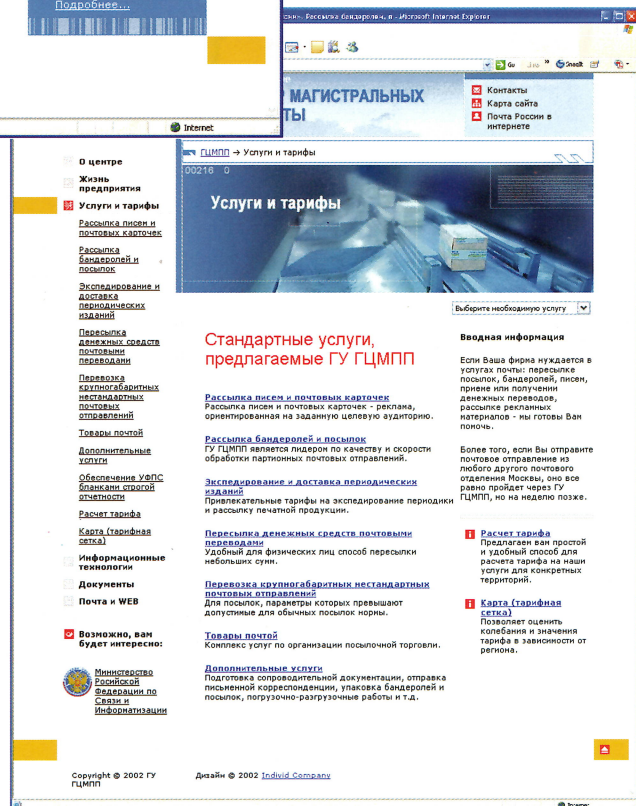 Подробнее...
Internet
Рассылка бандеролей, п - Microsoft Internet Explorer
Go
SnagIt
МАГИСТРАЛЬНЫХ
ТЫ
Контакты
Карта сайта
Почта России в
интернете
ГЦМПП → Услуги и тарифы
00216 0
Услуги и тарифы
О центре
Жизнь
предприятия
Услуги и тарифы
Рассылка писем и
почтовых карточек
Рассылка
бандеролей и
посылок
Экспедирование и
доставка
периодических
изданий
Пересылка
денежных средств
почтовыми
переводами
Перевозка
крупногабаритных
нестандартных
почтовых
отправлений
Товары почтой
Дополнительные
услуги
Обеспечение УФПС
бланками строгой
отчетности
Расчет тарифа
Карта (тарифная
сетка)
Информационные
технологии
Документы
Почта и WEB
Возможно, вам
будет интересно:
Министерство
Российской
Федерации по
Связи и
Информатизации
Выберите необходимую услугу
Стандартные услуги,
предлагаемые ГУ ГЦМПП
Рассылка писем и почтовых карточек
Рассылка писем и почтовых карточек - реклама,
ориентированная на заданную целевую аудиторию.
Рассылка бандеролей и посылок
ГУ ГЦМПП является лидером по качеству и скорости
обработки партионных почтовых отправлений.
Экспедирование и доставка периодических
изданий
Привлекательные тарифы на экспедирование периодики
и рассылку печатной продукции.
Пересылка денежных средств почтовыми
переводами
Удобный для физических лиц способ пересылки
небольших сумм.
Перевозка крупногабаритных нестандартных
почтовых отправлений
Для посылок, параметры которых превышают
допустимые для обычных посылок нормы.
Товары почтой
Комплекс услуг по организации посылочной торговли.
Дополнительные услуги
Подготовка сопроводительной документации, отправка
письменной корреспонденции, упаковка бандеролей и
посылок, погрузочно-разгрузочные работы и т.д.
Вводная информация
Если Ваша фирма нуждается в
услугах почты: пересылке
посылок, бандеролей, писем,
приеме или получении
денежных переводов,
рассылке рекламных
материалов - мы готовы Вам
помочь.
Более того, если Вы отправите
почтовое отправление из
любого другого почтового
отделения Москвы, оно все
равно пройдет через ГУ
ГЦМПП, но на неделю позже.
Расчет тарифа
Предлагаем вам простой
и удобный способ для
расчета тарифа на наши
услуги для конкретных
территорий.
Карта (тарифная
сетка)
Позволяет оценить
колебания и значения
тарифа в зависимости от
региона.
Copyright © 2002 ГУ
ГЦМПП
Дизайн © 2002 Individ Company